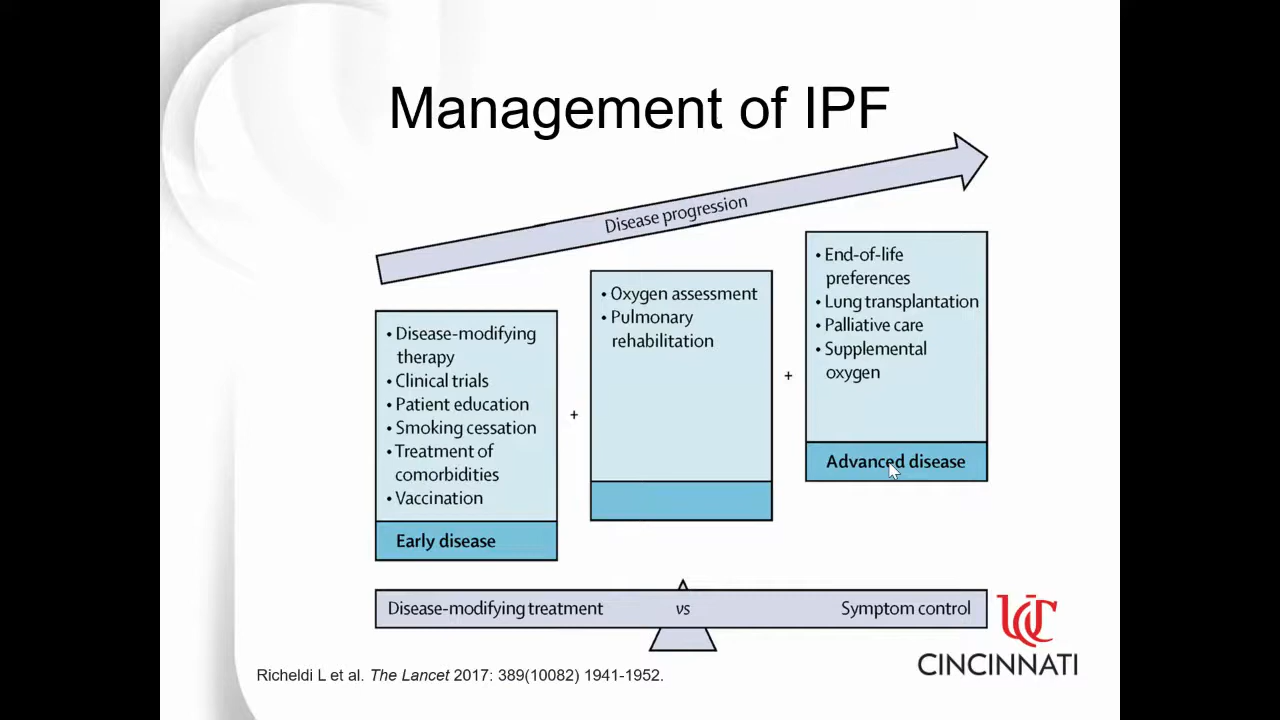 Management of IPF
Disease progression
• Disease-modifying
therapy
• Clinical trials
• Patient education
• Smoking cessation
• Treatment of
comorbidities
• Vaccination
Early disease
+
• Oxygen assessment
• Pulmonary
rehabilitation
+
• End-of-life
preferences
• Lung transplantation
• Palliative care
• Supplemental
oxygen
Advanced disease
Disease-modifying treatment vs Symptom control
UC
CINCINNATI
Richeldi L et al. The Lancet 2017: 389(10082) 1941-1952.